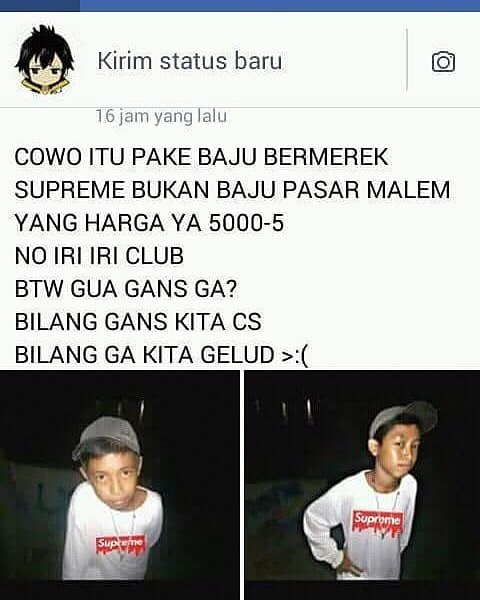 Kirim status baru
16 jam yang lalu
COWO ITU PAKE BAJU BERMEREK
SUPREME BUKAN BAJU PASAR MALEM
YANG HARGA YA 5000-5
NO IRI IRI CLUB
BTW GUA GANS GA?
BILANG GANS KITA CS
BILANG GA KITA GELUD >:(
Supreme
Supreme